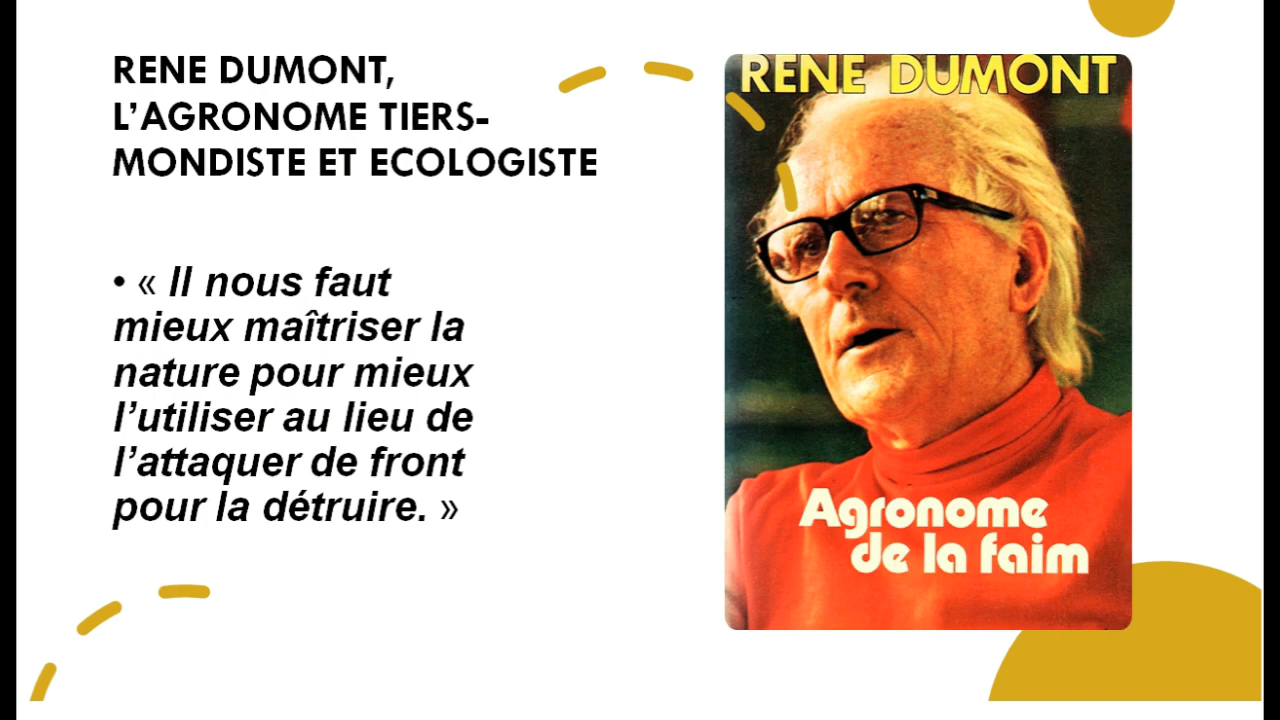 RENE DUMONT,
L’AGRONOME TIERS-
MONDISTE ET ECOLOGISTE
• « Il nous faut
mieux maîtriser la
nature pour mieux
l’utiliser au lieu de
l’attaquer de front
pour la détruire. »
RENE DUMONT
Agronome
de la faim